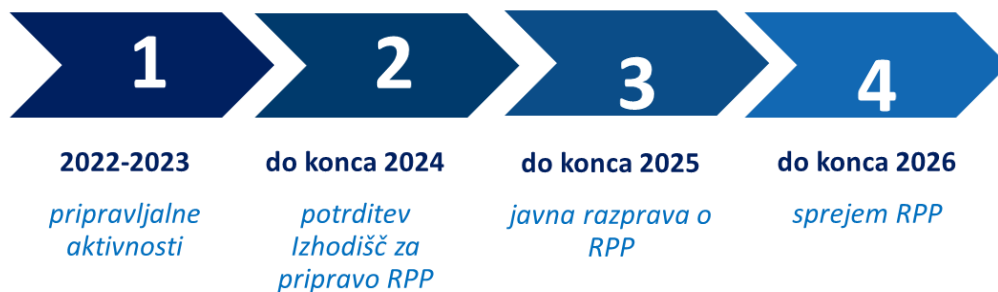 1
2
3
4
2022-2023
do konca 2024
do konca 2025
do konca 2026
pripravljalne
aktivnosti
potrditev
Izhodišč za
pripravo RPP
javna razprava o
RPP
sprejem RPP